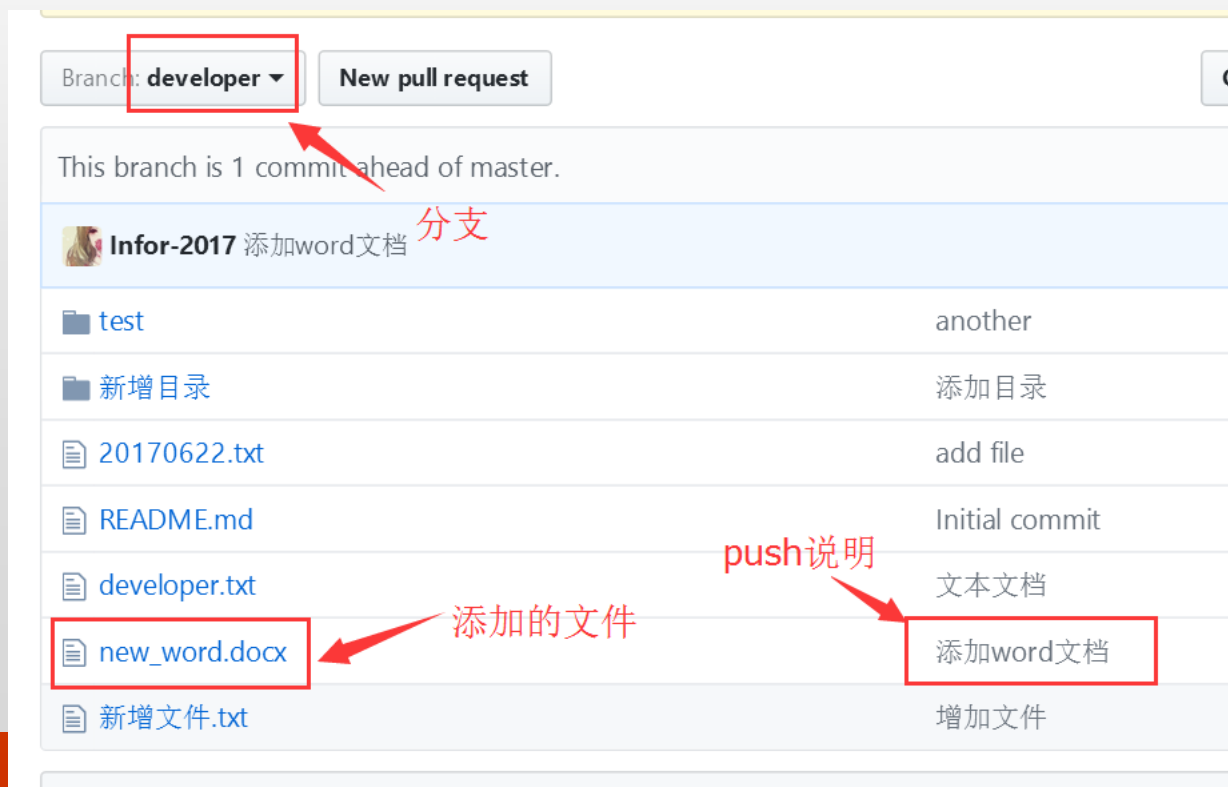 Branch: developer New pull request
This branch is 1 commit ahead of master.
分支
Infor-2017 添加word文档
test another
新增目录 添加目录
20170622.txt add file
README.md Initial commit
push说明
developer.txt 文本文档
添加的文件
new_word.docx 添加word文档
新增文件.txt 增加文件